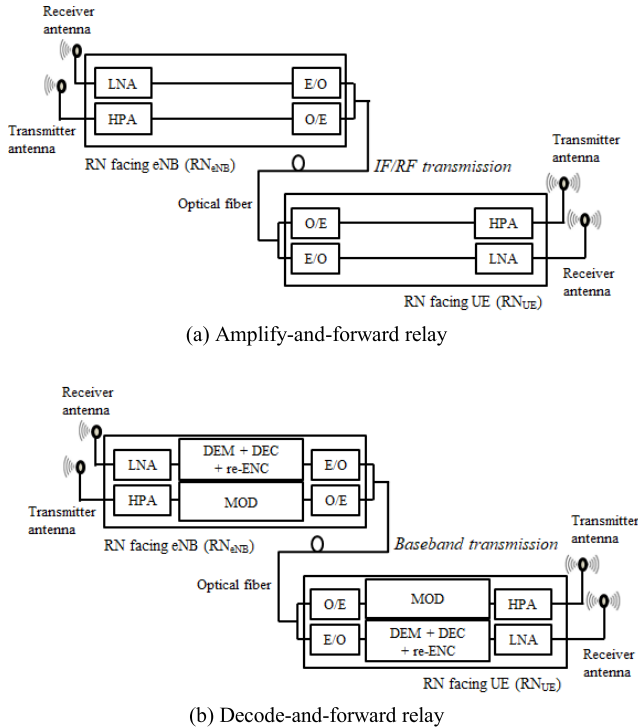 Receiver
antenna
LNA
E/O
HPA
O/E
Transmitter
antenna
RN facing eNB (RNeNB)
IF/RF transmission
Transmitter
antenna
Optical fiber
O/E
HPA
E/O
LNA
Receiver
antenna
RN facing UE (RNUE)
(a) Amplify-and-forward relay
Receiver
antenna
LNA
DEM + DEC
+ re-ENC
E/O
HPA
MOD
O/E
Transmitter
antenna
RN facing eNB (RNeNB)
Baseband transmission
Transmitter
antenna
Optical fiber
O/E
MOD
HPA
E/O
DEM + DEC
+ re-ENC
LNA
Receiver
antenna
RN facing UE (RNUE)
(b) Decode-and-forward relay